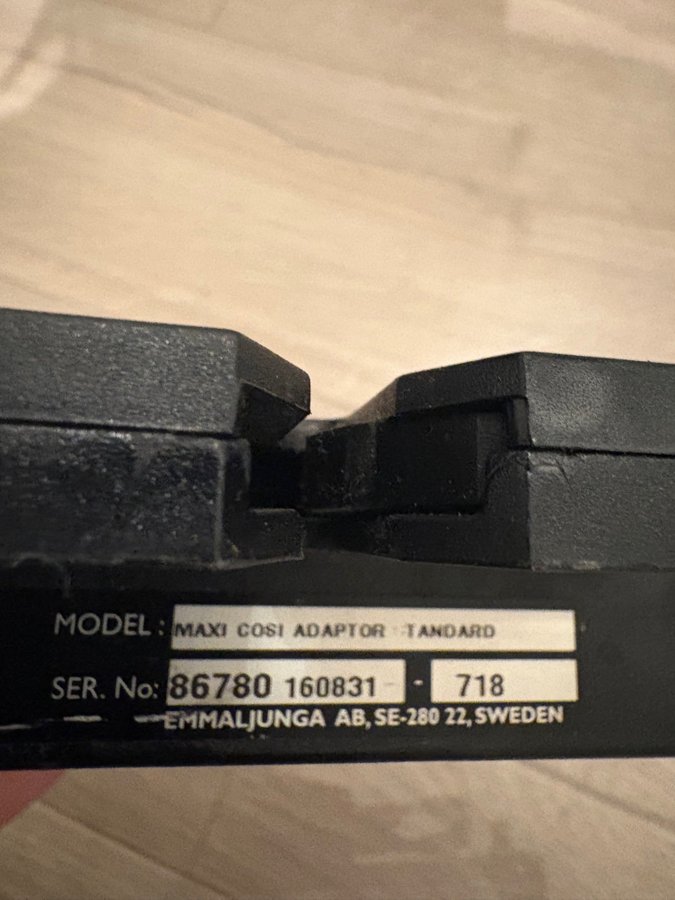 MODEL: MAXI COSI ADAPTOR TANDARD
SER. No: 86780 160831 - 718
EMMALJUNGA AB, SE-280 22, SWEDEN